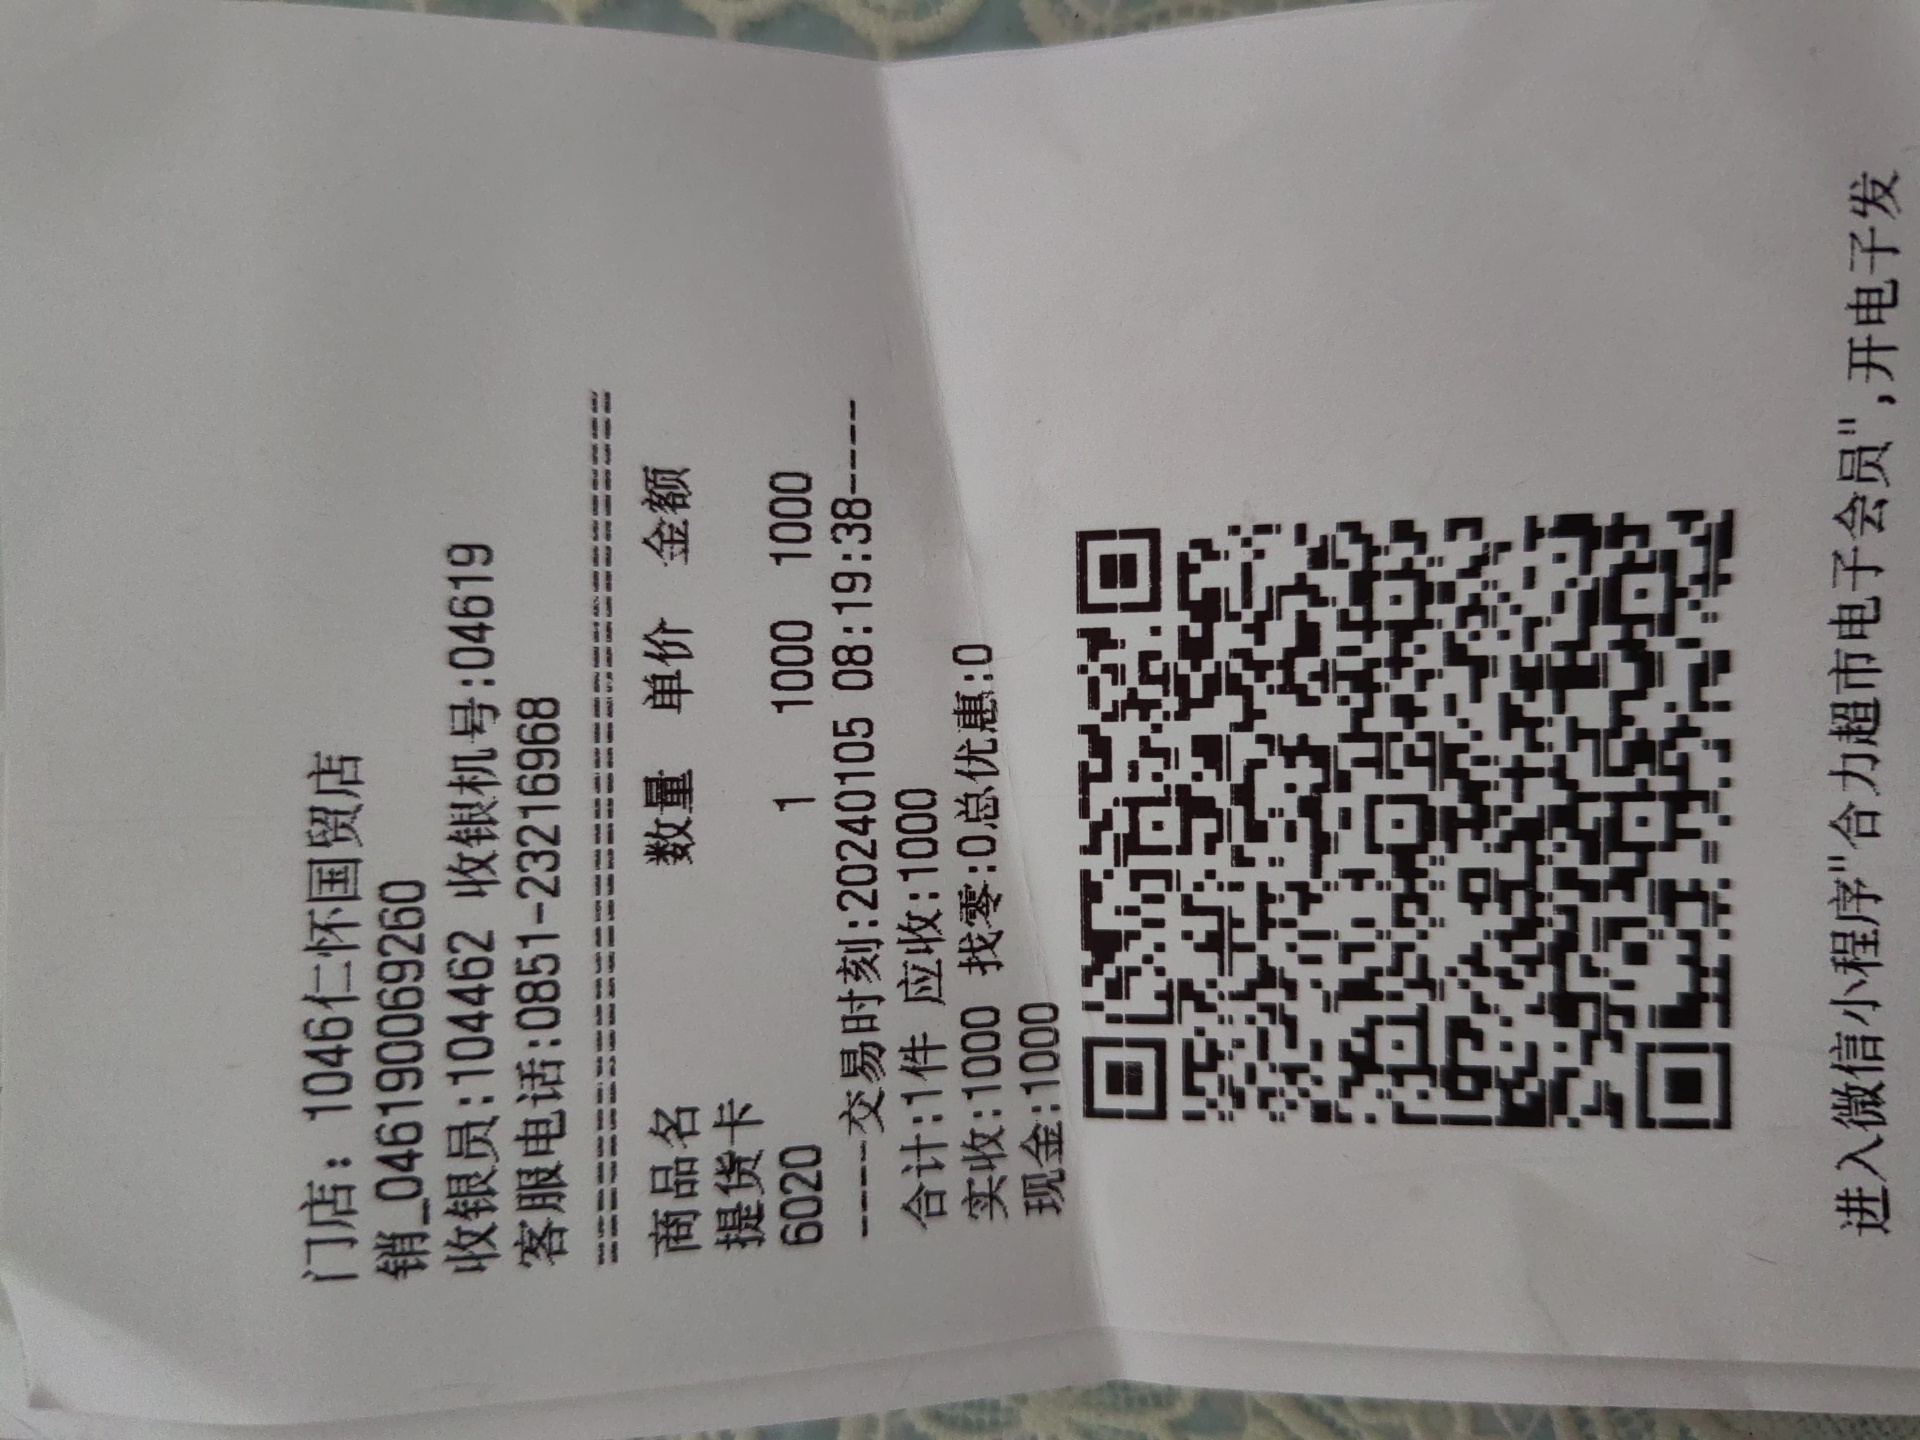 门店: 1046仁怀国贸店
销_04619006926​0
收银员:10446​2 收银机号:04619
客服电话:0851-23216968
================================
商品名 数量 单价 金额
提货卡
6020 1 1000 1000
----交易时刻:20240105 08:19:38----
合计:1件 应收:1000
实收:1000 找零:0总优惠:0
现金:1000
进入微信小程序"合力超市电子会员",开电子发